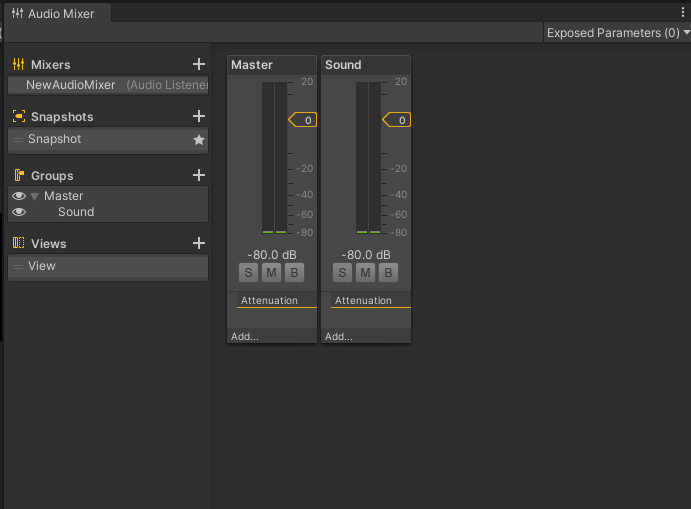 Audio Mixer
Exposed Parameters (0)
Mixers
NewAudioMixer (Audio Listener
Snapshots
Snapshot
Groups
Master
Sound
Views
View
Master
20
0
-20
-40
-60
-80
-80.0 dB
S M B
Attenuation
Add...
Sound
20
0
-20
-40
-60
-80
-80.0 dB
S M B
Attenuation
Add...